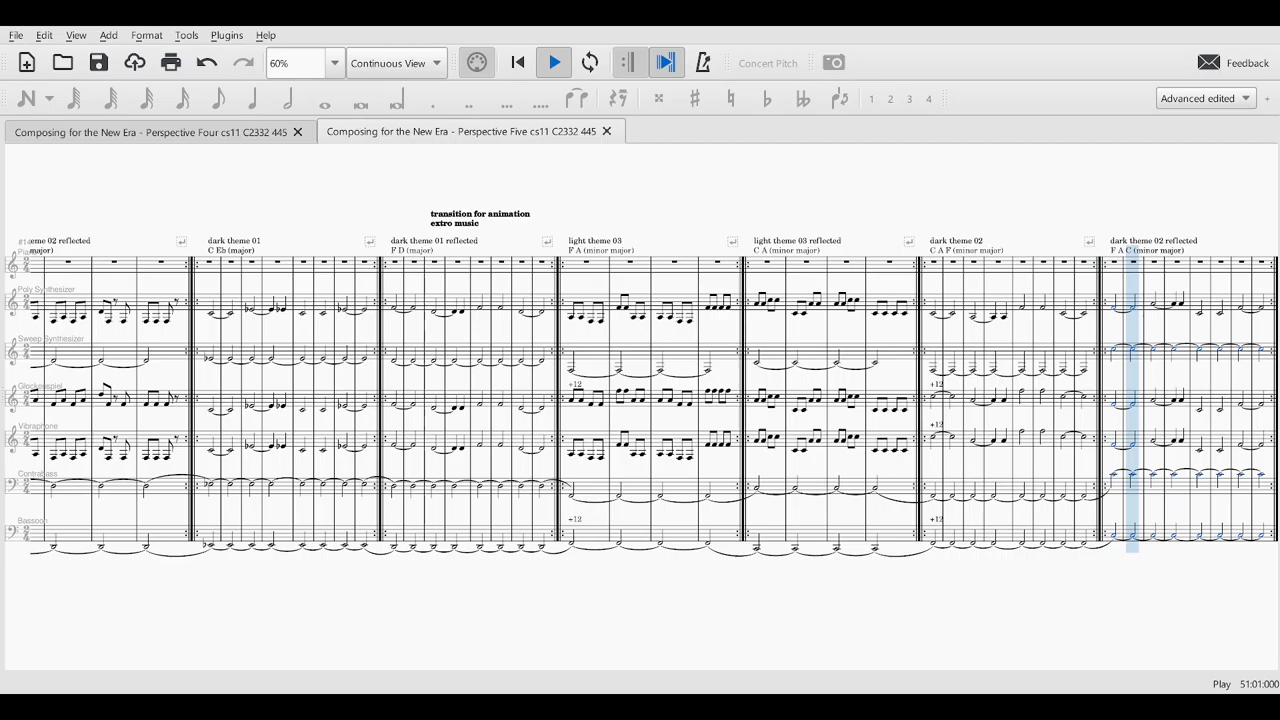 File Edit View Add Format Tools Plugins Help
60% Continuous View Concert Pitch Feedback
1 2 3 4 Advanced edited +
Composing for the New Era - Perspective Four cs11 C2332 445 Composing for the New Era - Perspective Five cs11 C2332 445
transition for animation
extro music
eme 02 reflected dark theme 01 dark theme 01 reflected light theme 03 light theme 03 reflected dark theme 02 dark theme 02 reflected
major) C Eb (major) F D (major) F A (minor major) C A (minor major) C A F (minor major) F A C (minor major)
Poly Synthesizer
Sweep Synthesizer
Glockenspiel +12 +12
Vibraphone +12
Contrabass
Bassoon +12
Play 51:01:000